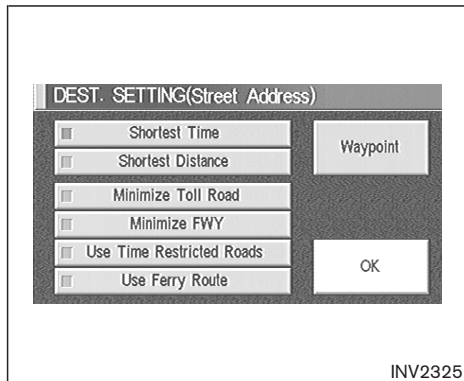 DEST. SETTING(Street Address)
Shortest Time
Shortest Distance
Waypoint
Minimize Toll Road
Minimize FWY
Use Time Restricted Roads
Use Ferry Route
OK
INV2325